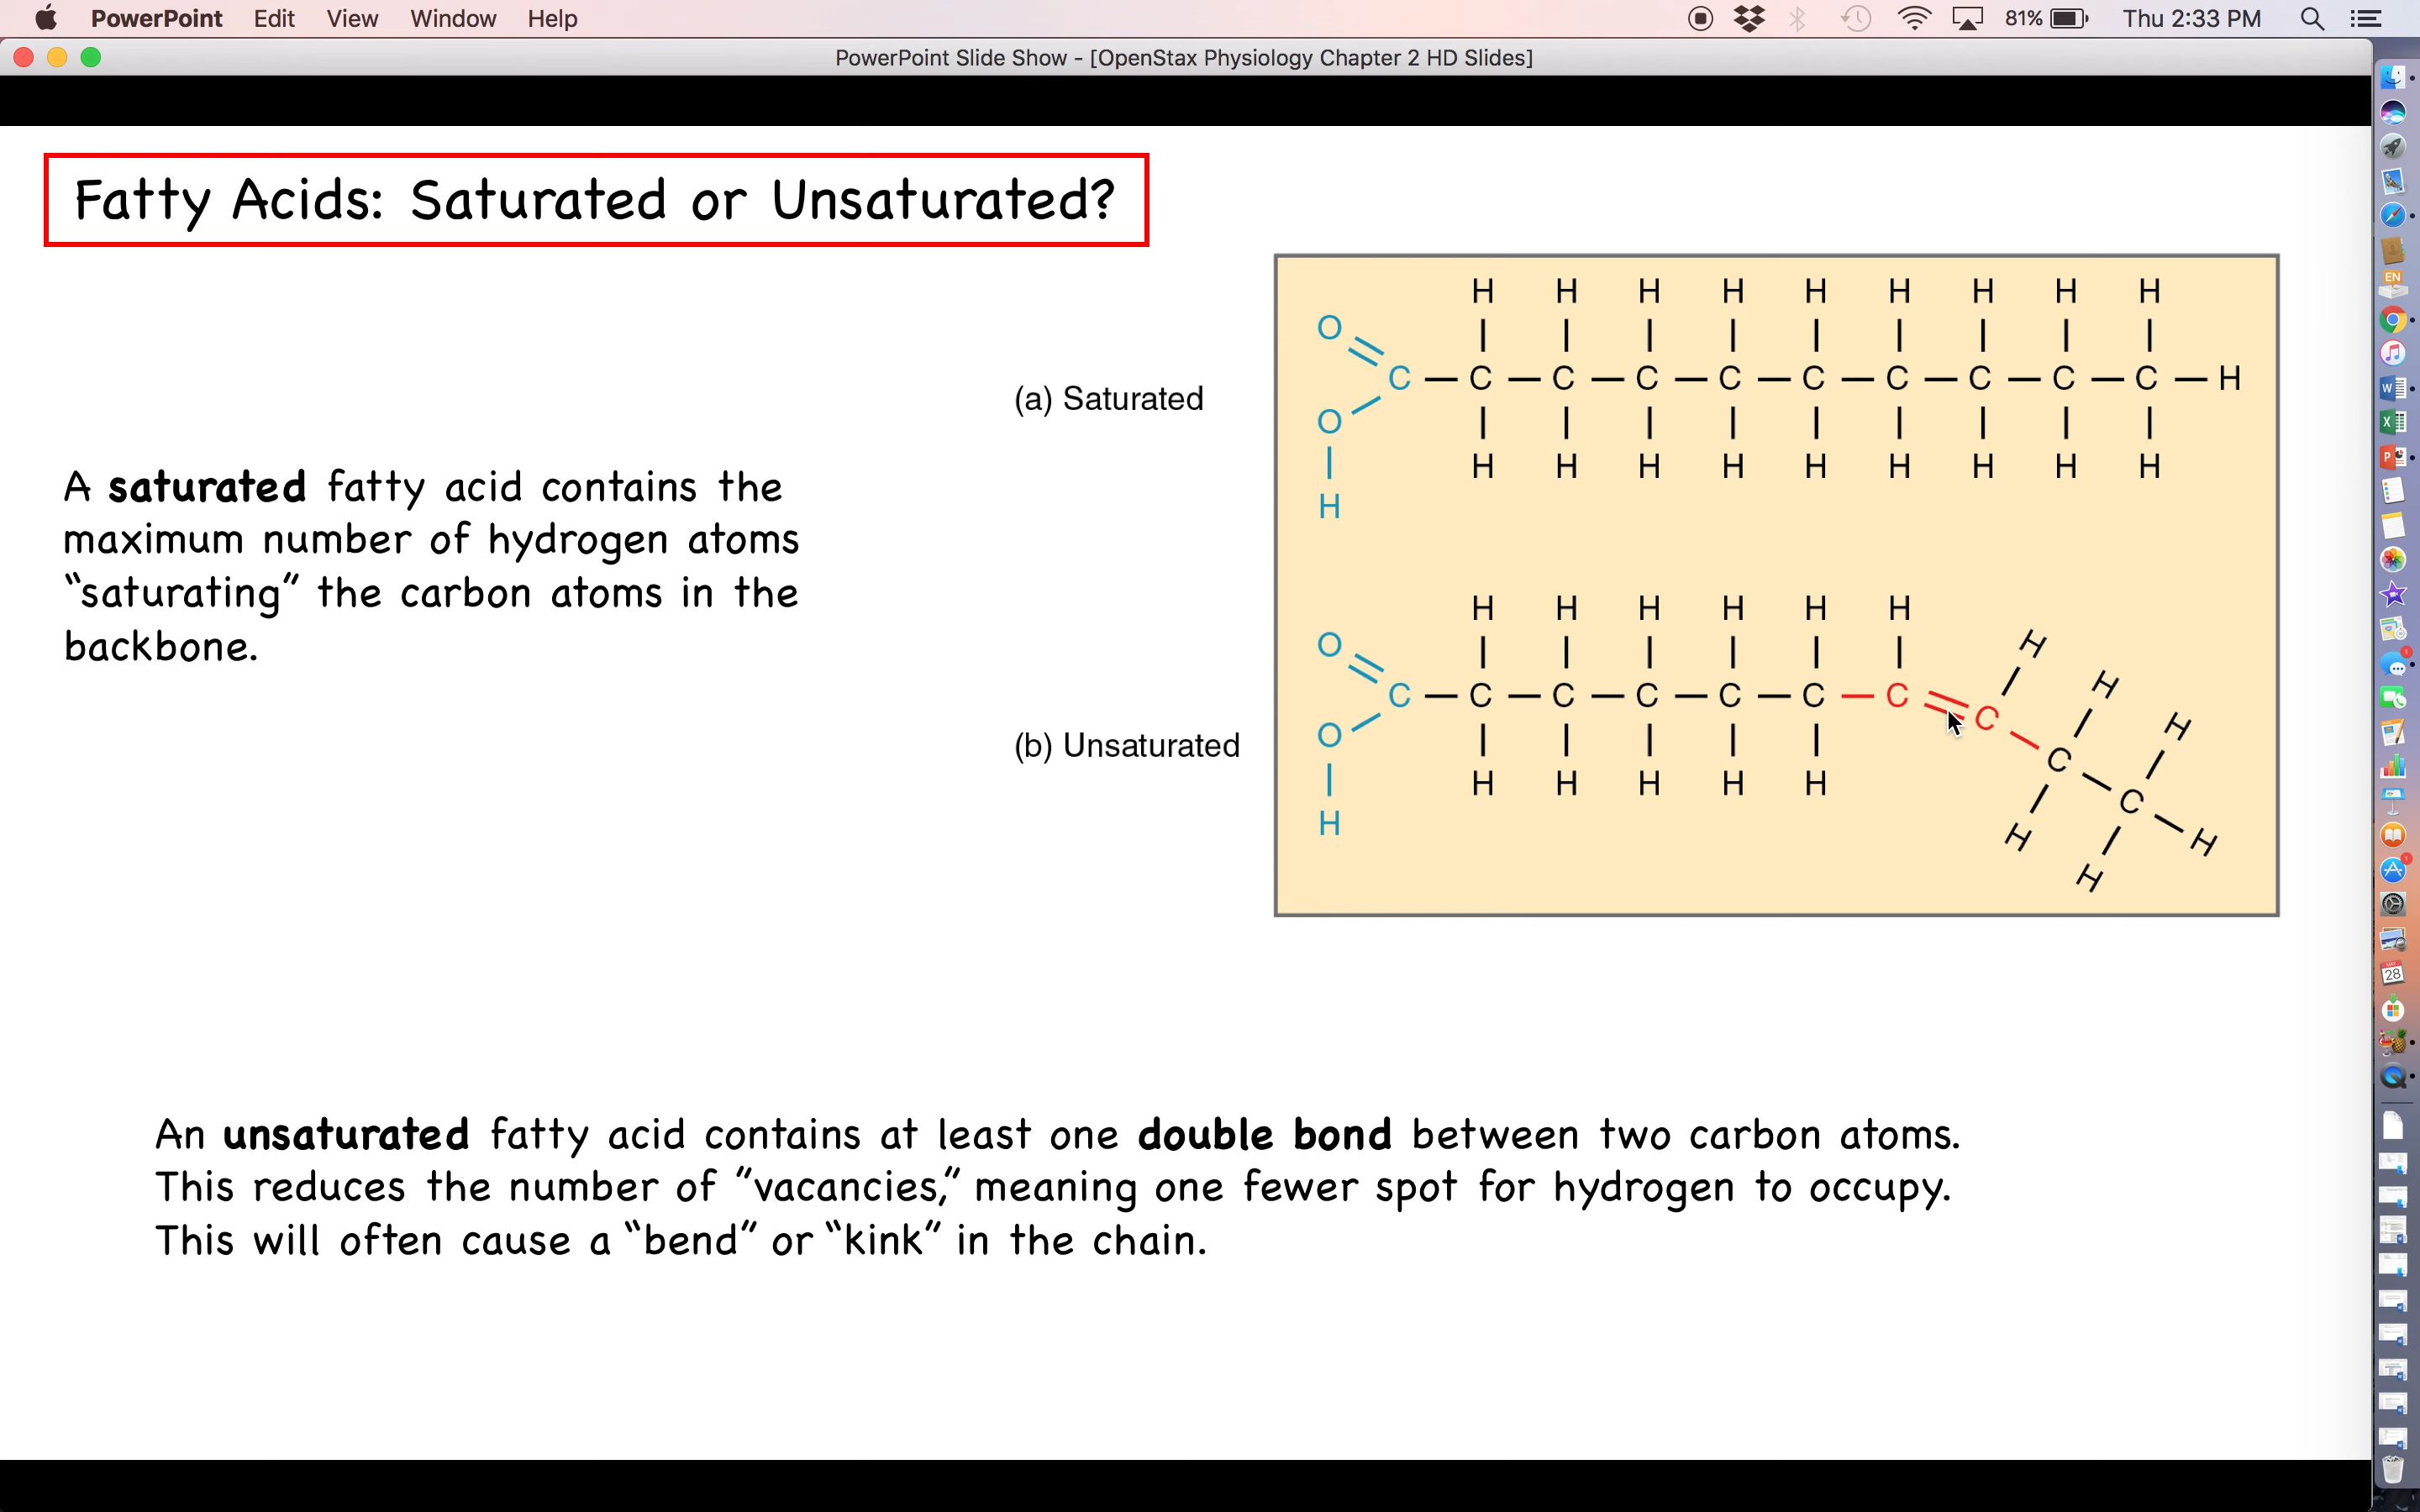 PowerPoint Edit View Window Help 81% Thu 2:33 PM
PowerPoint Slide Show - [OpenStax Physiology Chapter 2 HD Slides]
Fatty Acids: Saturated or Unsaturated?
A saturated fatty acid contains the
maximum number of hydrogen atoms
“saturating” the carbon atoms in the
backbone.
(a) Saturated
H H H H H H H H H
O
C — C — C — C — C — C — C — C — C — C — H
O
H H H H H H H H H
H
(b) Unsaturated
H H H H H H
H
O
H
C — C — C — C — C — C — C = C
H
O
C
H H H H H
C
H
H
H
H
An unsaturated fatty acid contains at least one double bond between two carbon atoms.
This reduces the number of “vacancies,” meaning one fewer spot for hydrogen to occupy.
This will often cause a “bend” or “kink” in the chain.
EN
W
X
P
28